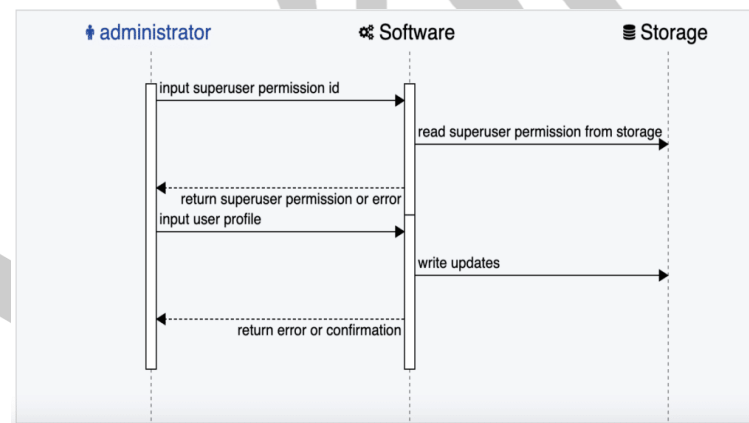 administrator
Software
Storage
input superuser permission id
read superuser permission from storage
return superuser permission or error
input user profile
write updates
return error or confirmation